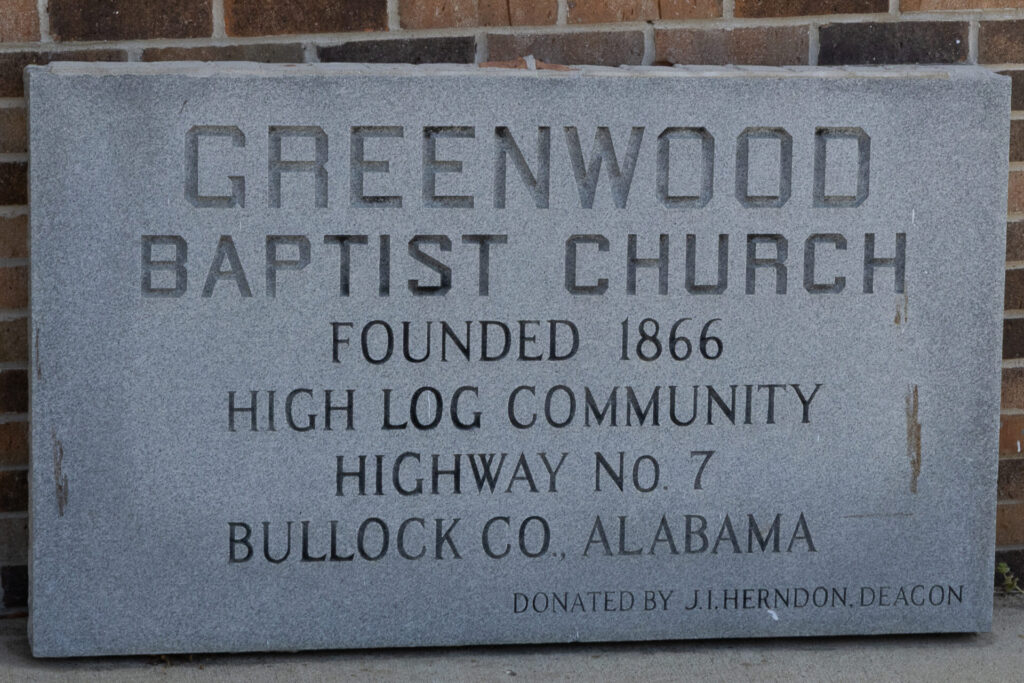 GREENWOOD
BAPTIST CHURCH
FOUNDED 1866
HIGH LOG COMMUNITY
HIGHWAY No. 7
BULLOCK CO., ALABAMA
DONATED BY J.I. HERNDON, DEACON